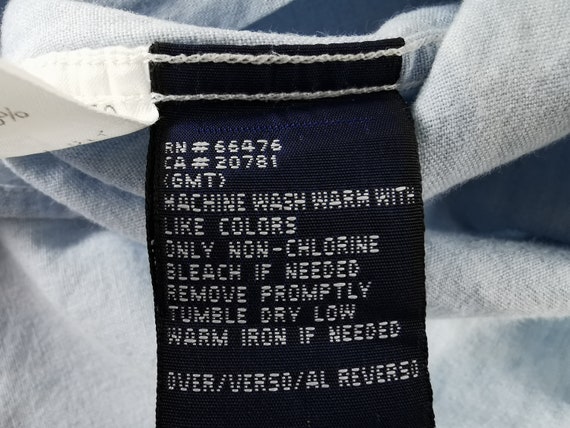 RN# 66476
CA# 20781
(GMT)
MACHINE WASH WARM WITH
LIKE COLORS
ONLY NON-CHLORINE
BLEACH IF NEEDED
REMOVE PROMPTLY
TUMBLE DRY LOW
WARM IRON IF NEEDED
OVER/VERSO/AL REVERSO